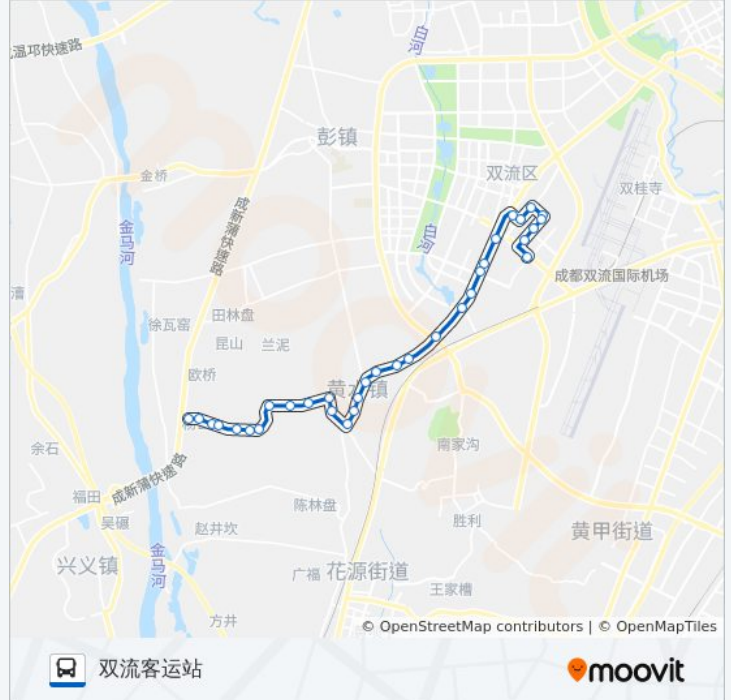 温邛快速路
白河
彭镇
双流区
金桥
双桂寺
成新蒲快速路
金马河
白河
成都双流国际机场
田林盘
徐瓦窑
昆山
兰泥
欧桥
黄水镇
余石
南家沟
成新蒲快速路
福田
吴碾
陈林盘
赵井坎
胜利
黄甲街道
金马河
兴义镇
广福
花源街道
王家槽
方井
© OpenStreetMap contributors | © OpenMapTiles
双流客运站
moovit